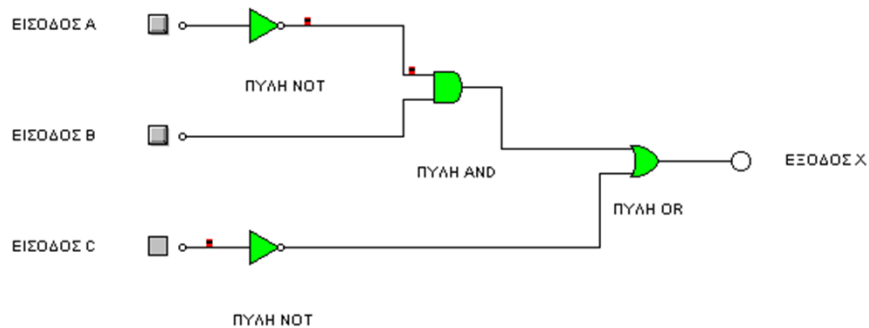 ΕΙΣΟΔΟΣ Α
ΠΥΛΗ NOT
ΕΙΣΟΔΟΣ Β
ΠΥΛΗ AND
ΕΞΟΔΟΣ Χ
ΠΥΛΗ OR
ΕΙΣΟΔΟΣ C
ΠΥΛΗ NOT